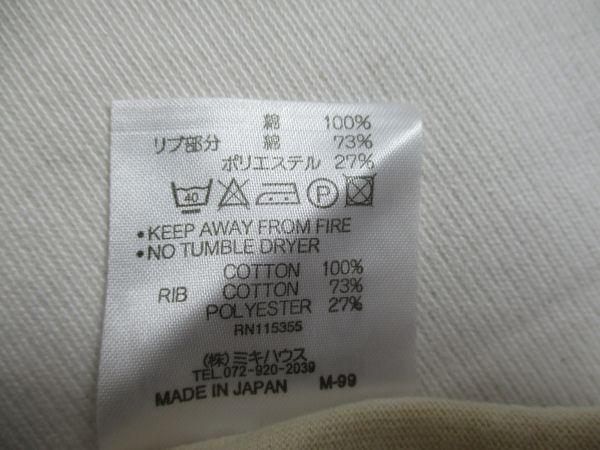 綿 100%
リブ部分 綿 73%
ポリエステル 27%
40 P
• KEEP AWAY FROM FIRE
• NO TUMBLE DRYER
COTTON 100%
RIB COTTON 73%
POLYESTER 27%
RN115355
(株)ミキハウス
TEL.072-920-2039
MADE IN JAPAN M-99